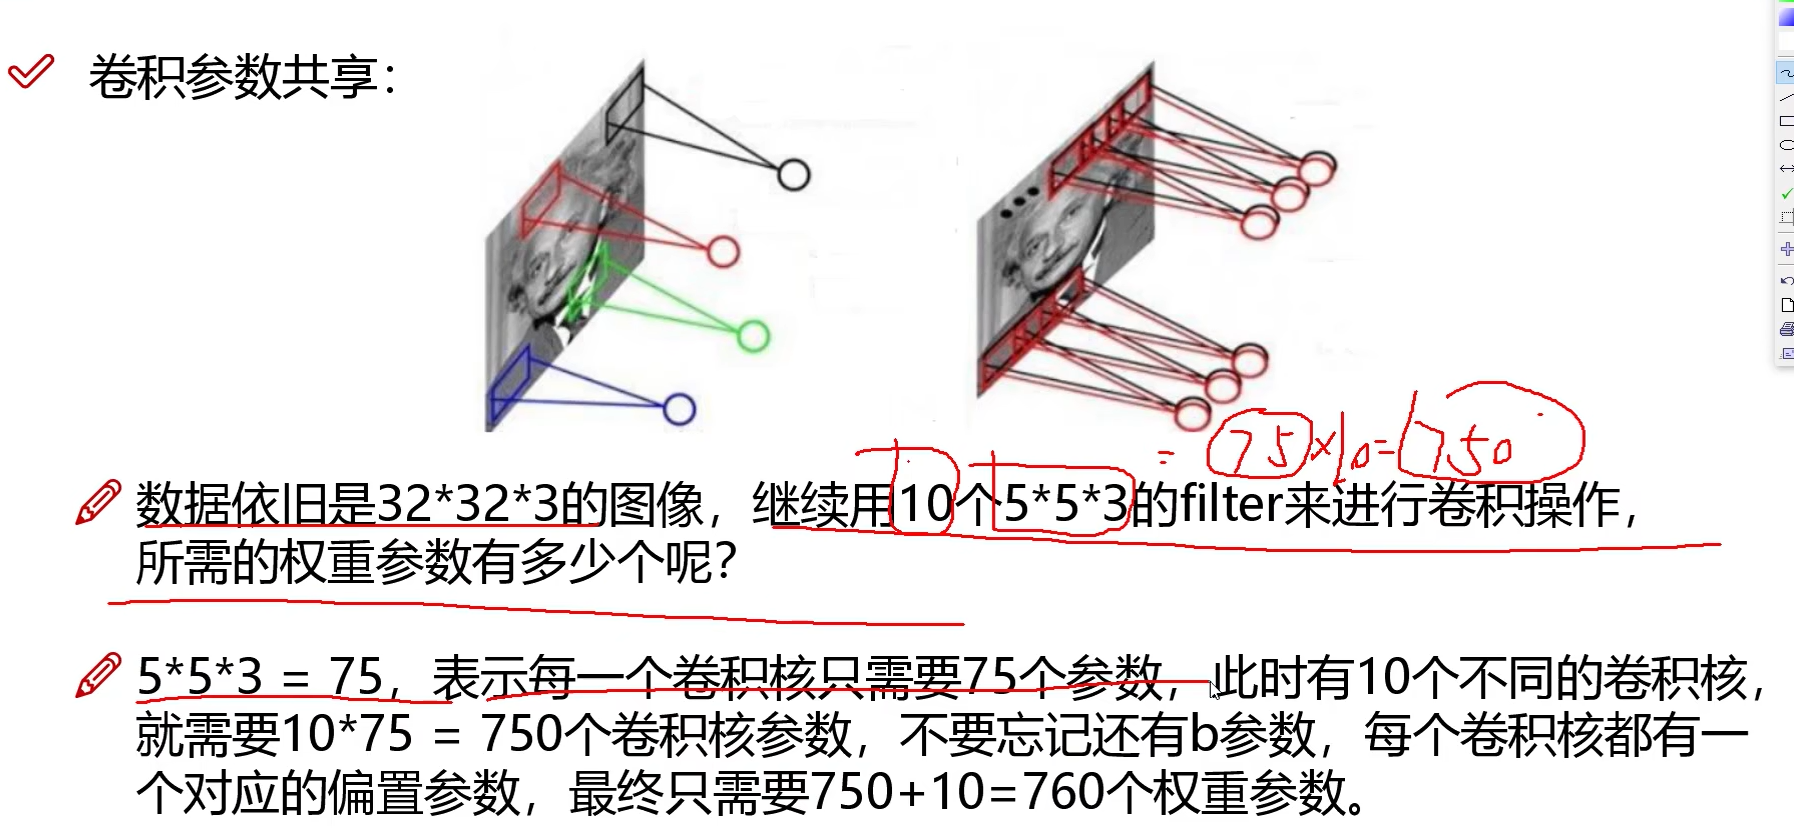 卷积参数共享：
= 75×10=750
数据依旧是32*32*3的图像，继续用10个5*5*3的filter来进行卷积操作，
所需的权重参数有多少个呢？
5*5*3 = 75，表示每一个卷积核只需要75个参数，此时有10个不同的卷积核，
就需要10*75 = 750个卷积核参数，不要忘记还有b参数，每个卷积核都有一
个对应的偏置参数，最终只需要750+10=760个权重参数。